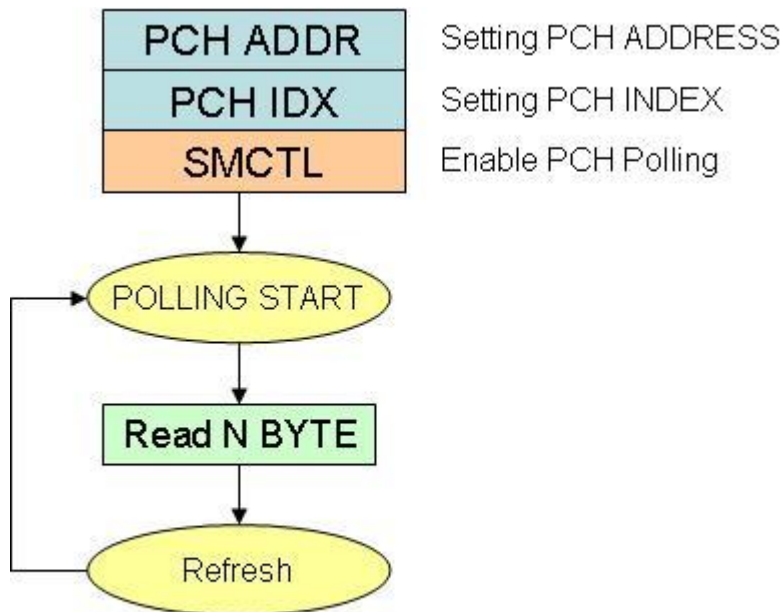 PCH ADDR Setting PCH ADDRESS
PCH IDX Setting PCH INDEX
SMCTL Enable PCH Polling
POLLING START
Read N BYTE
Refresh